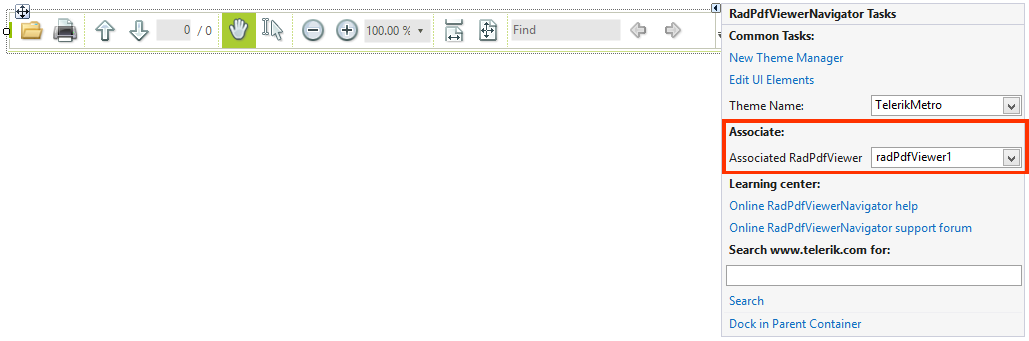 0 / 0 100.00 % Find
RadPdfViewerNavigator Tasks
Common Tasks:
New Theme Manager
Edit UI Elements
Theme Name: TelerikMetro
Associate:
Associated RadPdfViewer radPdfViewer1
Learning center:
Online RadPdfViewerNavigator help
Online RadPdfViewerNavigator support forum
Search www.telerik.com for:
Search
Dock in Parent Container